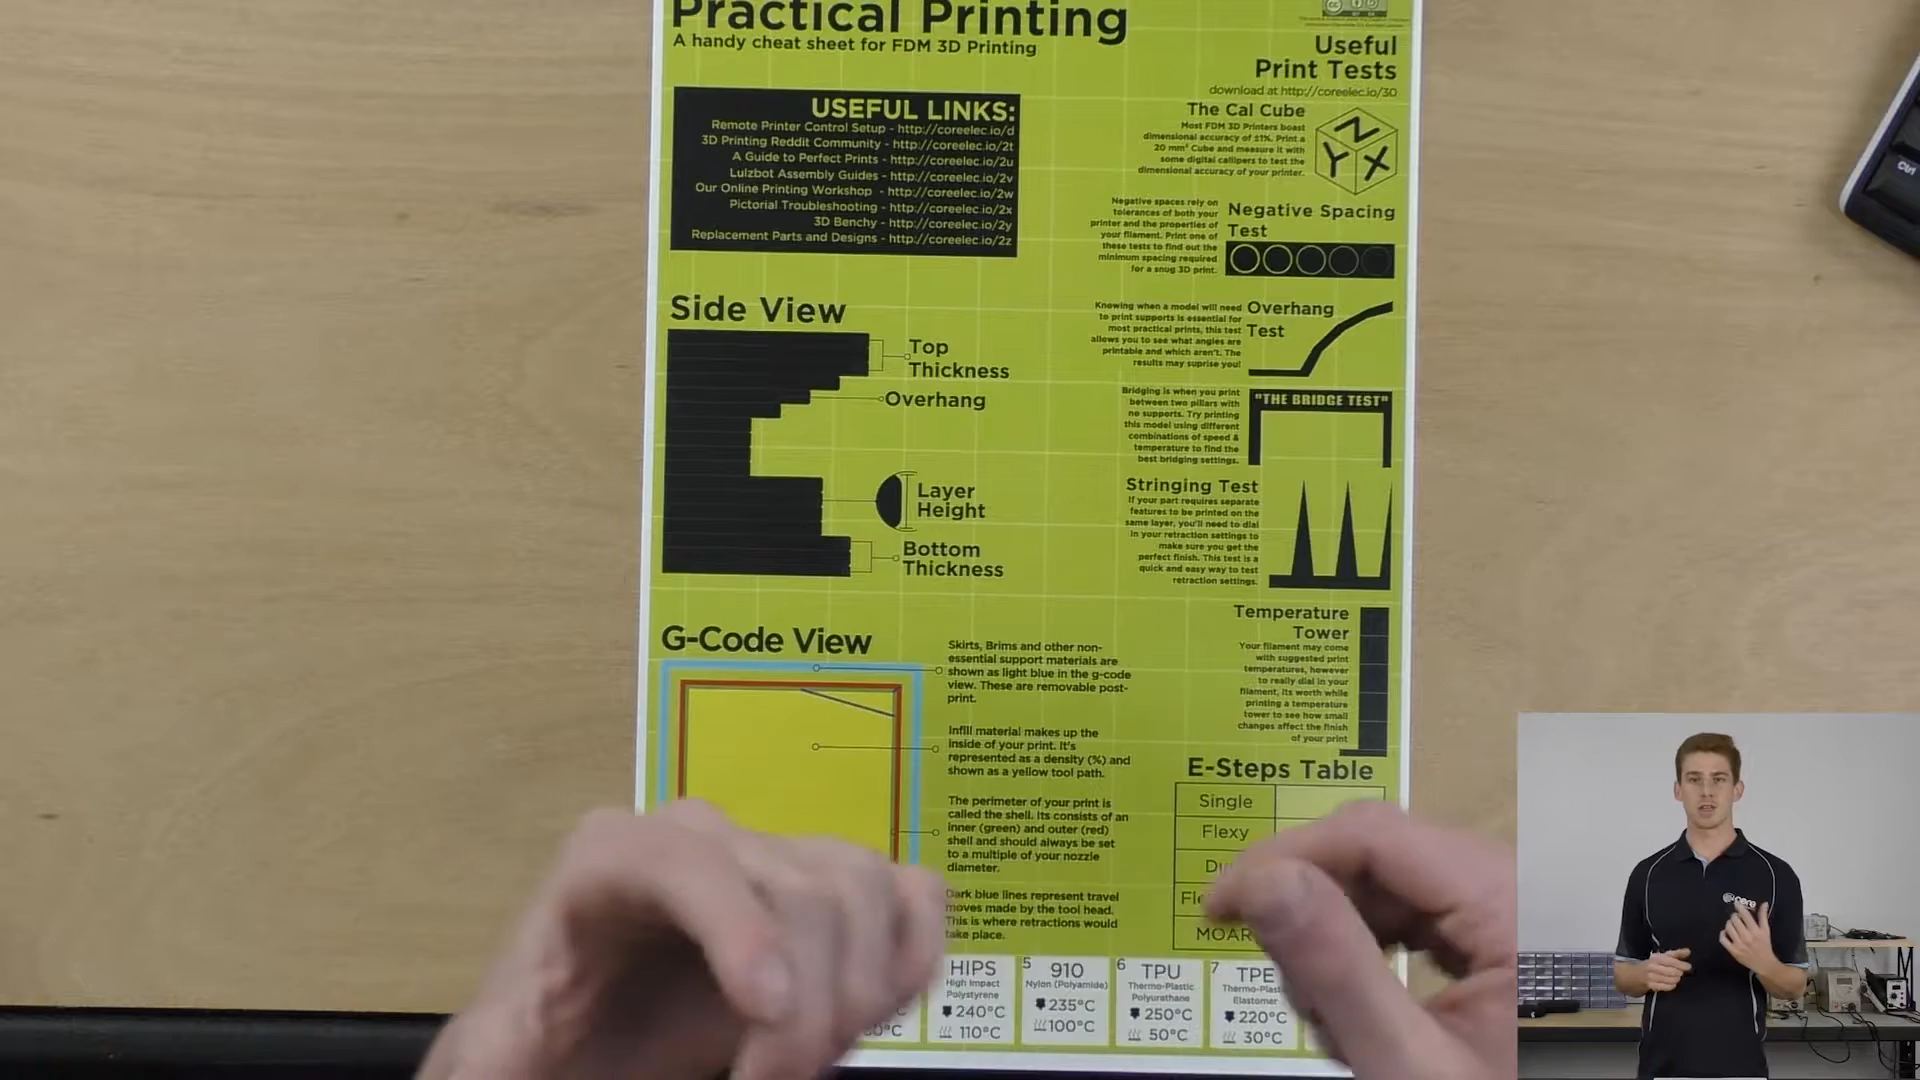 Practical Printing
A handy cheat sheet for FDM 3D Printing
USEFUL LINKS:
Remote Printer Control Setup - http://coreelec.io/d
3D Printing Reddit Community - http://coreelec.io/2t
A Guide to Perfect Prints - http://coreelec.io/2u
Lulzbot Assembly Guides - http://coreelec.io/2v
Our Online Printing Workshop - http://coreelec.io/2w
Pictorial Troubleshooting - http://coreelec.io/2x
3D Benchy - http://coreelec.io/2y
Replacement Parts and Designs - http://coreelec.io/2z
Side View
Top
Thickness
Overhang
Layer
Height
Bottom
Thickness
G-Code View
Skirts, Brims and other non-
essential support materials are
shown as light blue in the g-code
view. These are removable post-
print.
Infill material makes up the
inside of your print. It's
represented as a density (%) and
shown as a yellow tool path.
The perimeter of your print is
called the shell. Its consists of an
inner (green) and outer (red)
shell and should always be set
to a multiple of your nozzle
diameter.
Dark blue lines represent travel
moves made by the tool head.
This is where retractions would
take place.
Useful
Print Tests
download at http://coreelec.io/30
The Cal Cube
Most FDM 3D Printers boast
dimensional accuracy of ±1%. Print a
20 mm³ Cube and measure it with
some digital callipers to test the
dimensional accuracy of your printer.
Z
Y X
Negative Spacing
Test
Negative spaces rely on
tolerances of both your
printer and the properties of
your filament. Print one of
these tests to find out the
minimum spacing required
for a snug 3D print.
Overhang
Test
Knowing when a model will need
to print supports is essential for
most practical prints, this test
allows you to see what angles are
printable and which aren't. The
results may suprise you!
"THE BRIDGE TEST"
Bridging is when you print
between two pillars with
no supports. Try printing
this model using different
combinations of speed &
temperature to find the
best bridging settings.
Stringing Test
If your part requires separate
features to be printed on the
same layer, you'll need to dial
in your retraction settings to
make sure you get the
perfect finish. This test is a
quick and easy way to test
retraction settings.
Temperature
Tower
Your filament may come
with suggested print
temperatures, however
to really dial in your
filament, its worth while
printing a temperature
tower to see how small
changes affect the finish
of your print
E-Steps Table
Single
Flexy
MOAR
HIPS
High Impact
Polystyrene
240°C
110°C
5
910
Nylon (Polyamide)
235°C
100°C
6
TPU
Thermo-Plastic
Polyurathane
250°C
50°C
7
TPE
Thermo-Plastic
Elastomer
220°C
30°C
Ctrl
core